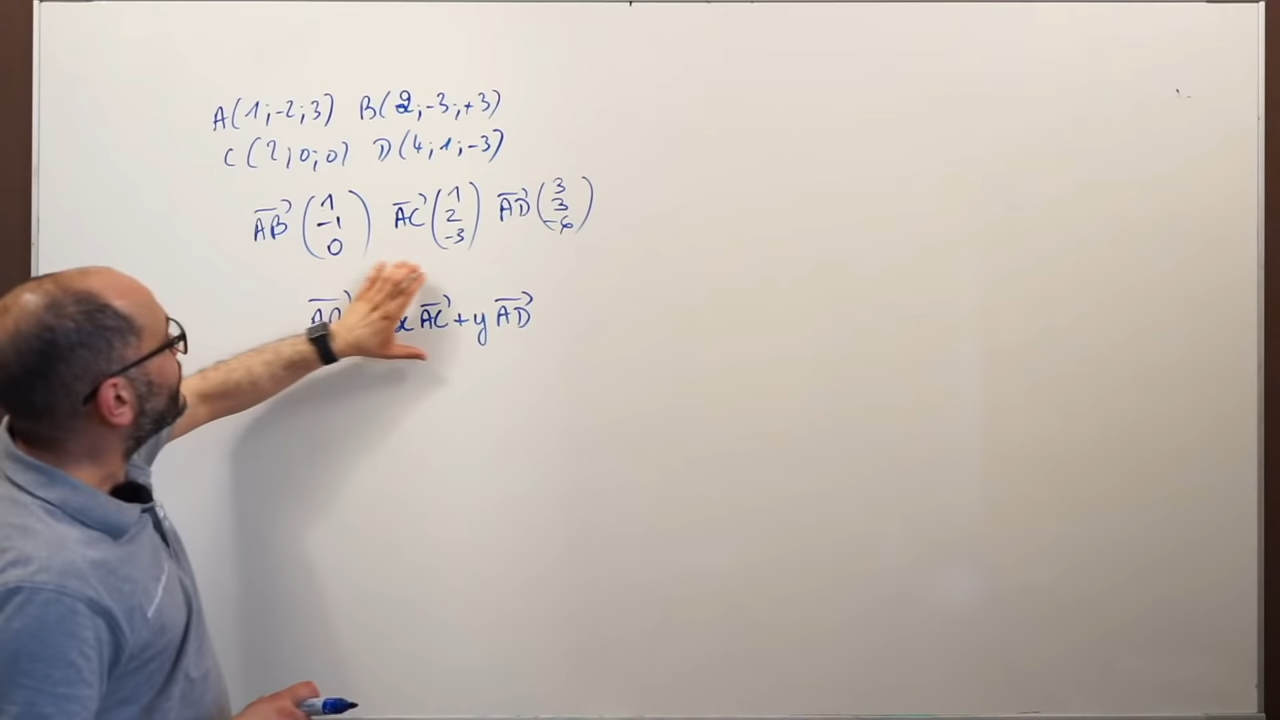 A(1;-2;3) B(2;-3;+3)
C(2;0;0) D(4;1;-3)
AB→ (1 -1 0) AC→ (1 2 -3) AD→ (3 3 -6)
x AC→ + y AD→